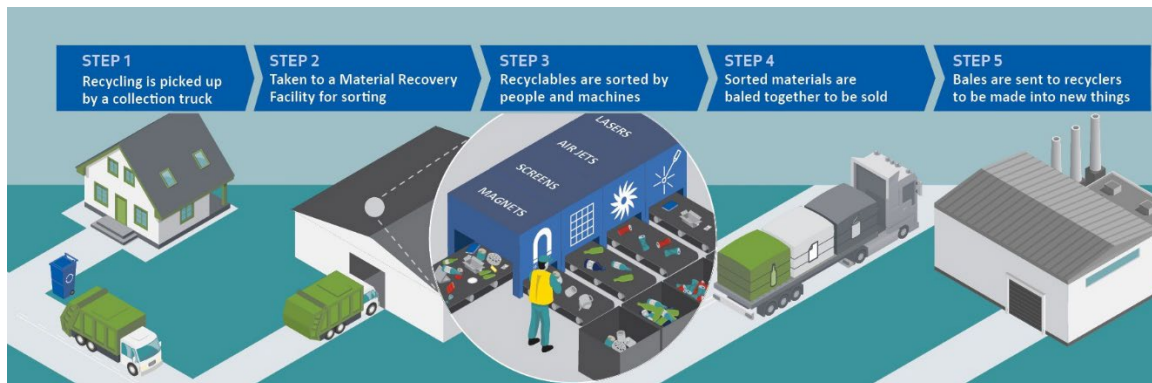 STEP 1
Recycling is picked up
by a collection truck
STEP 2
Taken to a Material Recovery
Facility for sorting
STEP 3
Recyclables are sorted by
people and machines
STEP 4
Sorted materials are
baled together to be sold
STEP 5
Bales are sent to recyclers
to be made into new things
LASERS
AIR JETS
SCREENS
MAGNETS